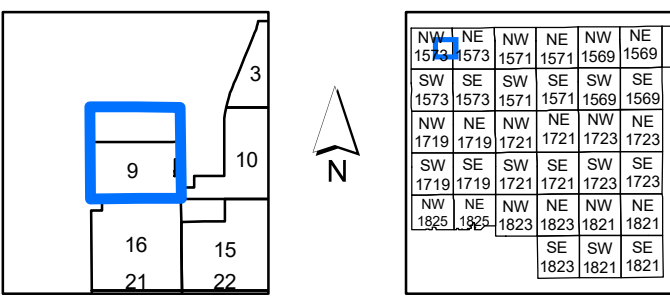 3
9
10
16
15
21
22
N
NW NE NW NE NW NE
1573 1573 1571 1571 1569 1569
SW SE SW SE SW SE
1573 1573 1571 1571 1569 1569
NW NE NW NE NW NE
1719 1719 1721 1721 1723 1723
SW SE SW SE SW SE
1719 1719 1721 1721 1723 1723
NW NE NW NE NW NE
1825 1825 1823 1823 1821 1821
SE SW SE
1823 1821 1821